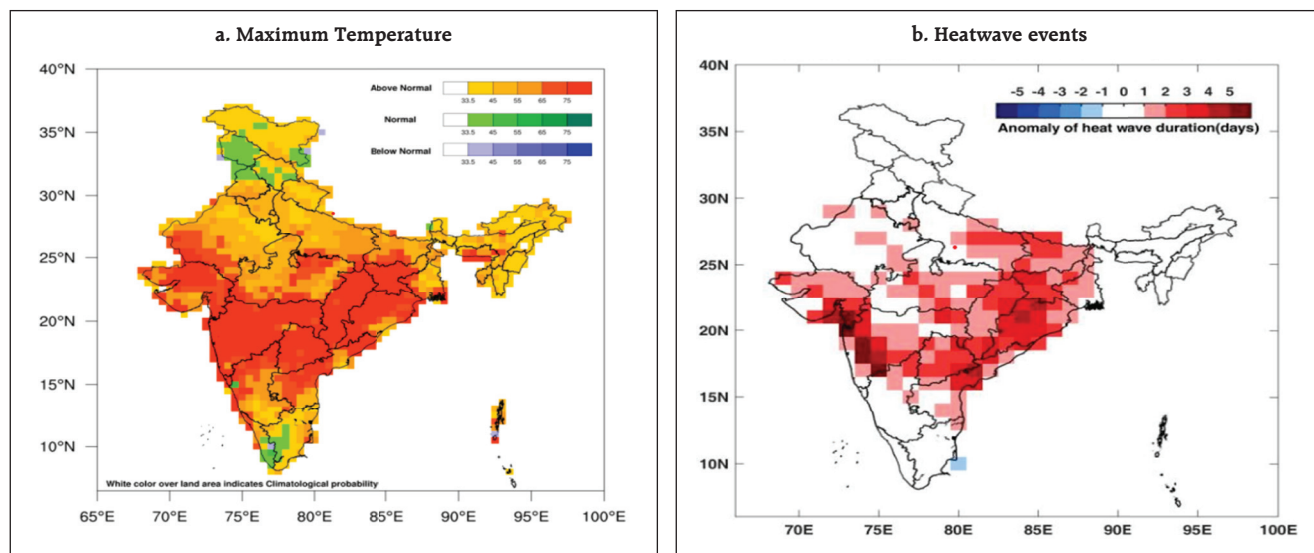 a. Maximum Temperature
40°N
35°N
30°N
25°N
20°N
15°N
10°N
65°E 70°E 75°E 80°E 85°E 90°E 95°E 100°E
Above Normal
33.5 45 55 65 75
Normal
33.5 45 55 65 75
Below Normal
33.5 45 55 65 75
White color over land area indicates Climatological probability
b. Heatwave events
40N
35N
30N
25N
20N
15N
10N
70E 75E 80E 85E 90E 95E 100E
-5 -4 -3 -2 -1 0 1 2 3 4 5
Anomaly of heat wave duration(days)